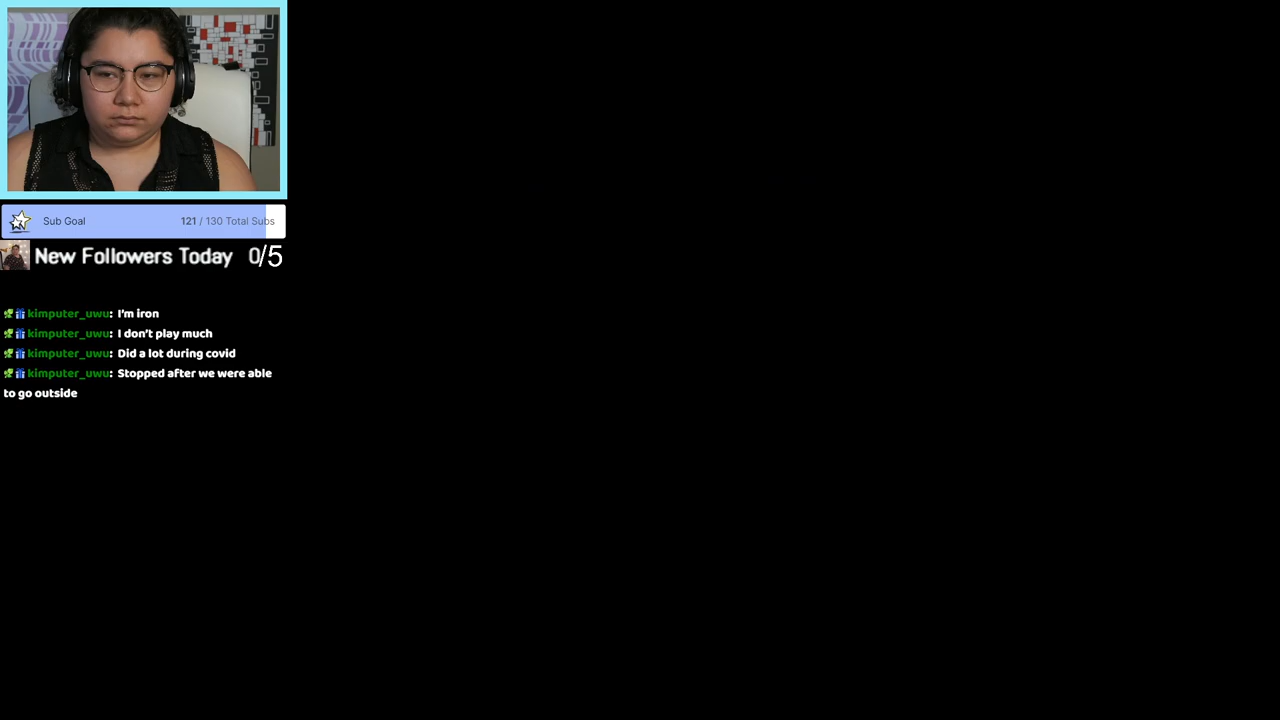 Sub Goal 121 / 130 Total Subs
New Followers Today 0/5
kimputer_uwu: I'm iron
kimputer_uwu: I don't play much
kimputer_uwu: Did a lot during covid
kimputer_uwu: Stopped after we were able
to go outside